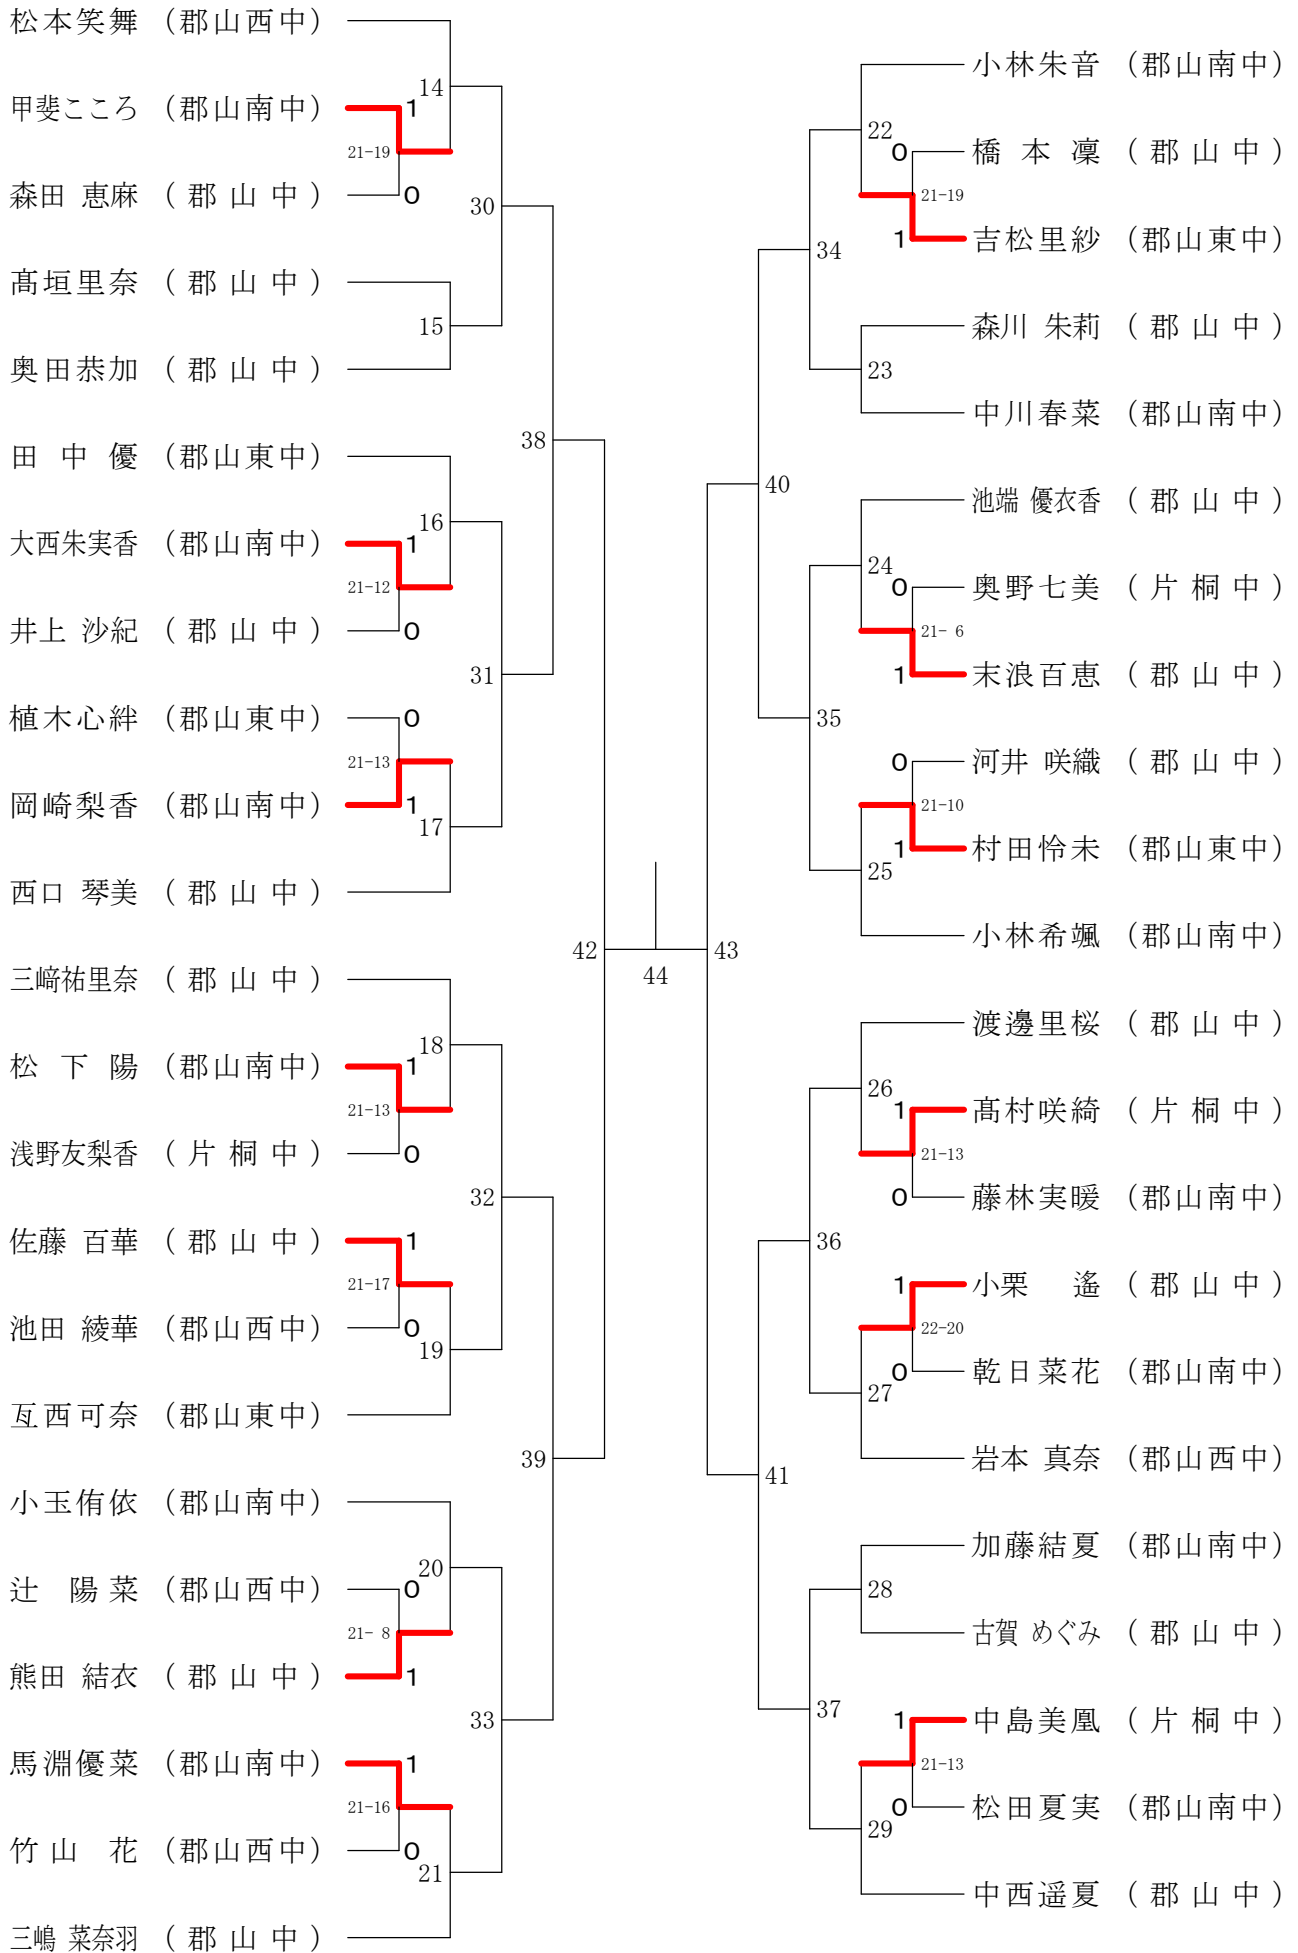 松本笑舞 (郡山西中)
14
甲斐こころ (郡山南中) 1
21-19
森田 恵麻 (郡山中) 0
30
髙垣里奈 (郡山中)
15
奥田恭加 (郡山中)
38
田中優 (郡山東中)
16
大西朱実香 (郡山南中) 1
21-12
井上 沙紀 (郡山中) 0
31
植木心絆 (郡山東中) 0
21-13
岡崎梨香 (郡山南中) 1
17
西口 琴美 (郡山中)
42
三﨑祐里奈 (郡山中)
18
松下陽 (郡山南中) 1
21-13
浅野友梨香 (片桐中) 0
32
佐藤 百華 (郡山中) 1
21-17
池田 綾華 (郡山西中) 0
19
亙西可奈 (郡山東中)
39
小玉侑依 (郡山南中)
20
辻 陽菜 (郡山西中) 0
21- 8
熊田 結衣 (郡山中) 1
33
馬淵優菜 (郡山南中) 1
21-16
竹山 花 (郡山西中) 0
21
三嶋 菜奈羽 (郡山中)
44
小林朱音 (郡山南中)
22
0 橋本凜 (郡山中)
21-19
1 吉松里紗 (郡山東中)
34
森川 朱莉 (郡山中)
23
中川春菜 (郡山南中)
40
池端 優衣香 (郡山中)
24
0 奥野七美 (片桐中)
21- 6
1 末浪百恵 (郡山中)
35
0 河井 咲織 (郡山中)
21-10
1 村田怜未 (郡山東中)
25
小林希颯 (郡山南中)
43
渡邊里桜 (郡山中)
26
1 髙村咲綺 (片桐中)
21-13
0 藤林実暖 (郡山南中)
36
1 小栗 遙 (郡山中)
22-20
0 乾日菜花 (郡山南中)
27
岩本 真奈 (郡山西中)
41
加藤結夏 (郡山南中)
28
古賀 めぐみ (郡山中)
37
1 中島美凰 (片桐中)
21-13
0 松田夏実 (郡山南中)
29
中西遥夏 (郡山中)